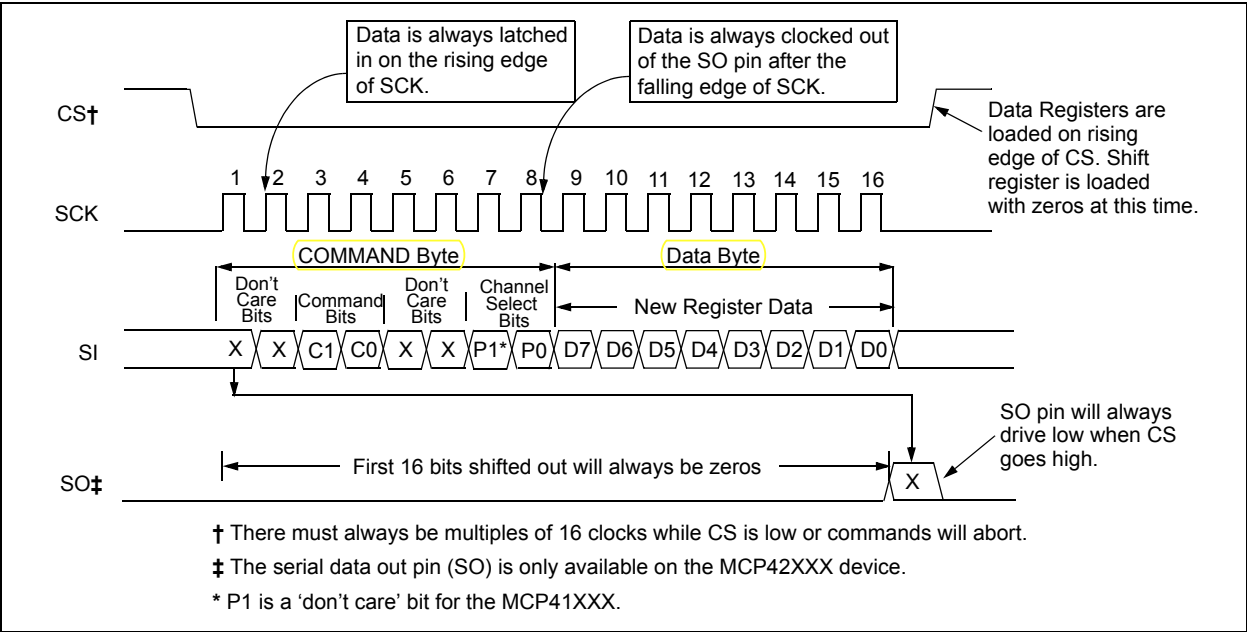 Data is always latched
in on the rising edge
of SCK.
Data is always clocked out
of the SO pin after the
falling edge of SCK.
CS†
Data Registers are
loaded on rising
edge of CS. Shift
register is loaded
with zeros at this time.
1 2 3 4 5 6 7 8 9 10 11 12 13 14 15 16
SCK
COMMAND Byte
Data Byte
Don't
Care
Bits
Command
Bits
Don't
Care
Bits
Channel
Select
Bits
New Register Data
SI
X X C1 C0 X X P1* P0 D7 D6 D5 D4 D3 D2 D1 D0
SO pin will always
drive low when CS
goes high.
First 16 bits shifted out will always be zeros
X
SO‡
† There must always be multiples of 16 clocks while CS is low or commands will abort.
‡ The serial data out pin (SO) is only available on the MCP42XXX device.
* P1 is a 'don't care' bit for the MCP41XXX.